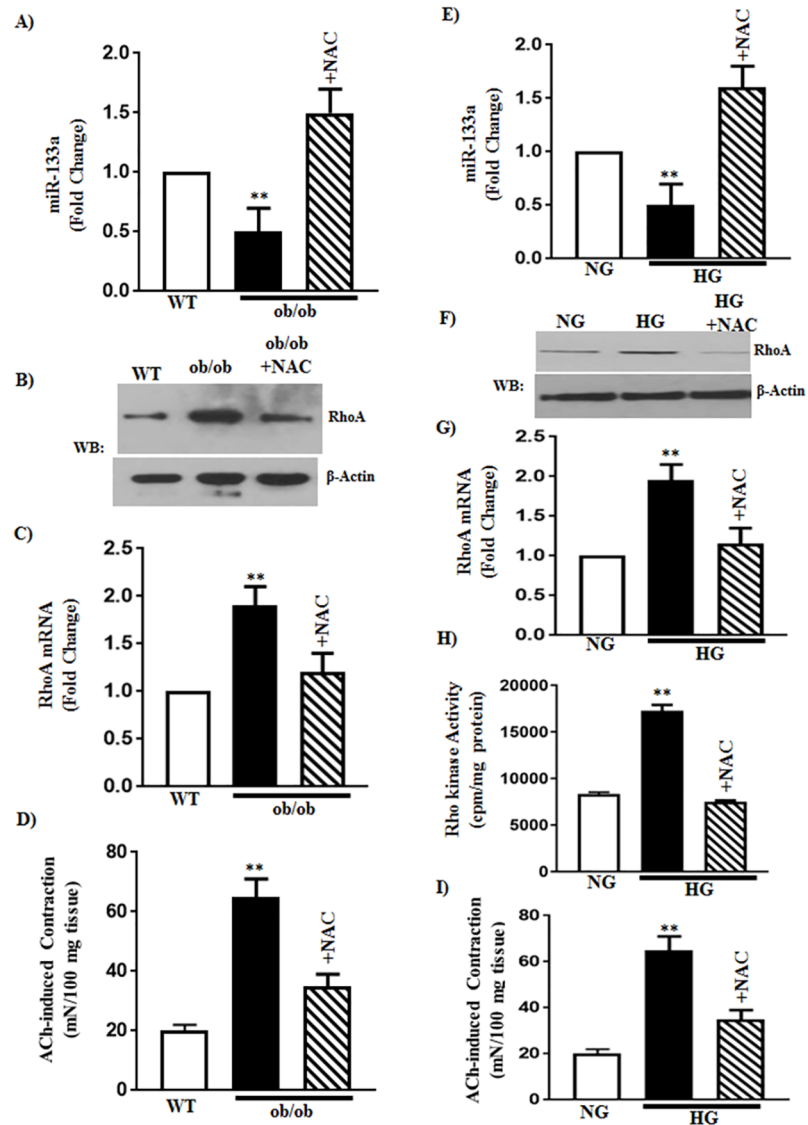 A)
miR-133a
(Fold Change)
2.0
1.5
1.0
0.5
0.0
**
+NAC
WT
ob/ob
B)
WT
ob/ob
ob/ob
+NAC
WB:
RhoA
β-Actin
C)
RhoA mRNA
(Fold Change)
2.5
2.0
1.5
1.0
0.5
0.0
**
+NAC
WT
ob/ob
D)
ACh-induced Contraction
(mN/100 mg tissue)
80
60
40
20
0
**
+NAC
WT
ob/ob
E)
miR-133a
(Fold Change)
2.0
1.5
1.0
0.5
0.0
**
+NAC
NG
HG
F)
NG
HG
HG
+NAC
WB:
RhoA
β-Actin
G)
RhoA mRNA
(Fold Change)
2.5
2.0
1.5
1.0
0.5
0.0
**
+NAC
NG
HG
H)
Rho kinase Activity
(cpm/mg protein)
20000
15000
10000
5000
0
**
+NAC
NG
HG
I)
ACh-induced Contraction
(mN/100 mg tissue)
80
60
40
20
0
**
+NAC
NG
HG